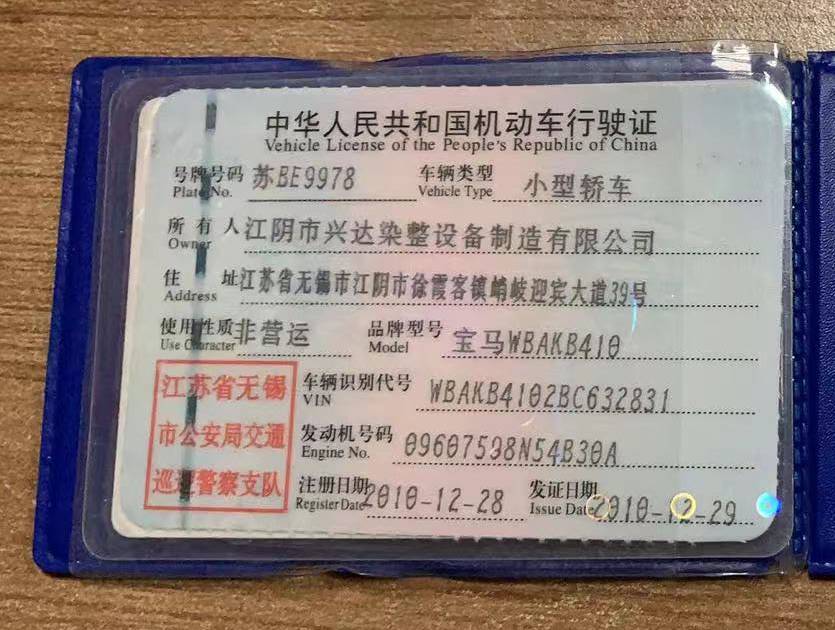 中华人民共和国机动车行驶证
Vehicle License of the People's Republic of China
号牌号码 苏BE9978 车辆类型 小型轿车
Plate No. Vehicle Type
所有人 江阴市兴达染整设备制造有限公司
Owner
住址 江苏省无锡市江阴市徐霞客镇峭岐迎宾大道39号
Address
使用性质 非营运 品牌型号 宝马WBAKB410
Use Character Model
江苏省无锡
市公安局交通
巡逻警察支队
车辆识别代号 WBAKB4102BC632831
VIN
发动机号码 09607598N54B30A
Engine No.
注册日期 2010-12-28 发证日期 2010-12-29
Register Date Issue Date